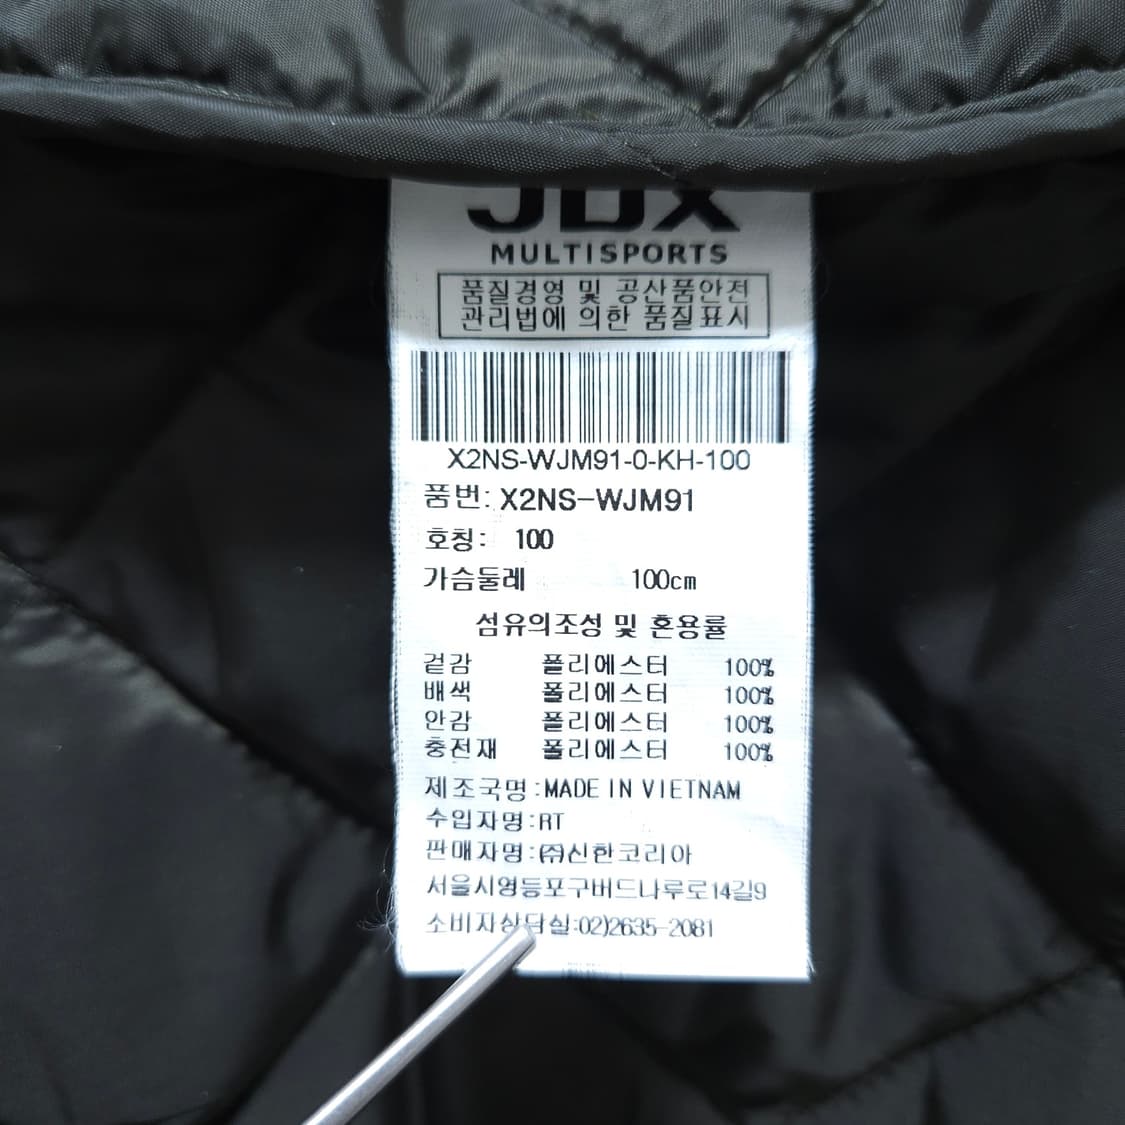 JDX
MULTISPORTS
품질경영 및 공산품안전
관리법에 의한 품질표시
X2NS-WJM91-0-KH-100
품번: X2NS-WJM91
호칭: 100
가슴둘레 100cm
섬유의조성 및 혼용률
겉감 폴리에스터 100%
배색 폴리에스터 100%
안감 폴리에스터 100%
충전재 폴리에스터 100%
제조국명:MADE IN VIETNAM
수입자명:RT
판매자명:㈜신한코리아
서울시영등포구버드나루로14길9
소비자상담실:02)2635-2081